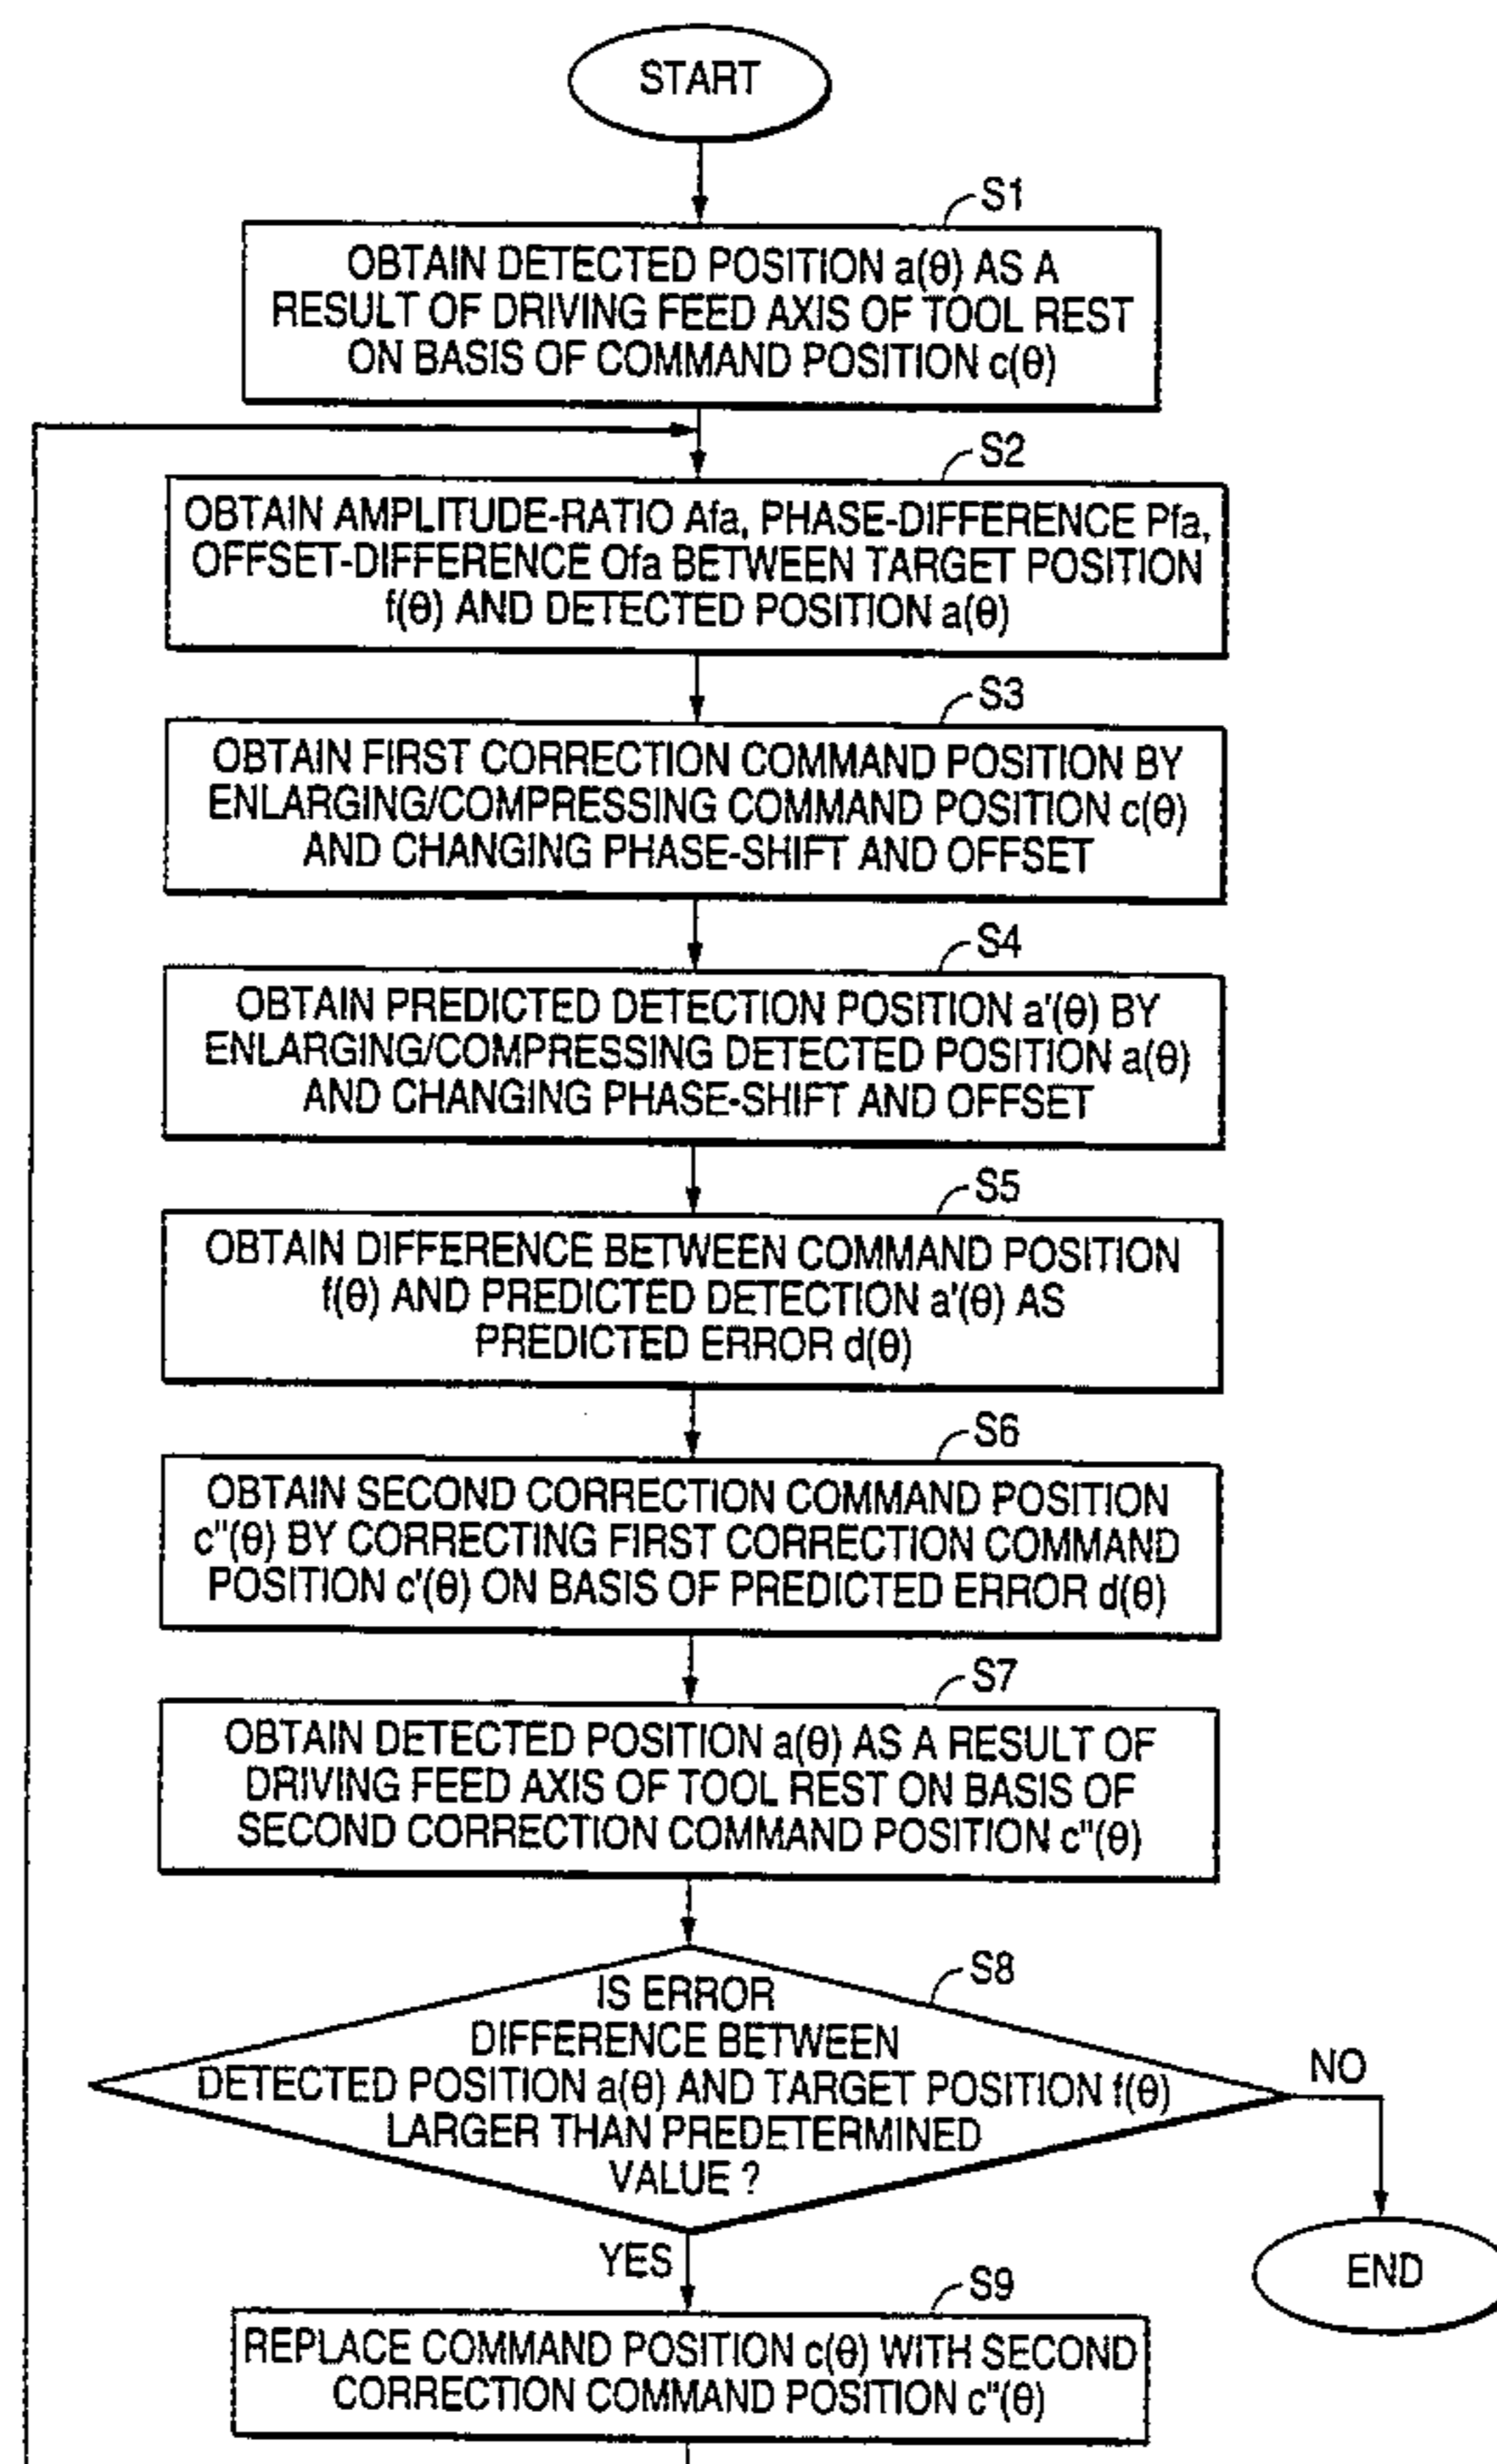 START
S1
OBTAIN DETECTED POSITION a(θ) AS A
RESULT OF DRIVING FEED AXIS OF TOOL REST
ON BASIS OF COMMAND POSITION c(θ)
S2
OBTAIN AMPLITUDE-RATIO Afa, PHASE-DIFFERENCE Pfa,
OFFSET-DIFFERENCE Ofa BETWEEN TARGET POSITION
f(θ) AND DETECTED POSITION a(θ)
S3
OBTAIN FIRST CORRECTION COMMAND POSITION BY
ENLARGING/COMPRESSING COMMAND POSITION c(θ)
AND CHANGING PHASE-SHIFT AND OFFSET
S4
OBTAIN PREDICTED DETECTION POSITION a'(θ) BY
ENLARGING/COMPRESSING DETECTED POSITION a(θ)
AND CHANGING PHASE-SHIFT AND OFFSET
S5
OBTAIN DIFFERENCE BETWEEN COMMAND POSITION
f(θ) AND PREDICTED DETECTION a'(θ) AS
PREDICTED ERROR d(θ)
S6
OBTAIN SECOND CORRECTION COMMAND POSITION
c"(θ) BY CORRECTING FIRST CORRECTION COMMAND
POSITION c'(θ) ON BASIS OF PREDICTED ERROR d(θ)
S7
OBTAIN DETECTED POSITION a(θ) AS A RESULT OF
DRIVING FEED AXIS OF TOOL REST ON BASIS OF
SECOND CORRECTION COMMAND POSITION c"(θ)
S8
IS ERROR
DIFFERENCE BETWEEN
DETECTED POSITION a(θ) AND TARGET POSITION f(θ)
LARGER THAN PREDETERMINED
VALUE ?
NO
YES
END
S9
REPLACE COMMAND POSITION c(θ) WITH SECOND
CORRECTION COMMAND POSITION c"(θ)